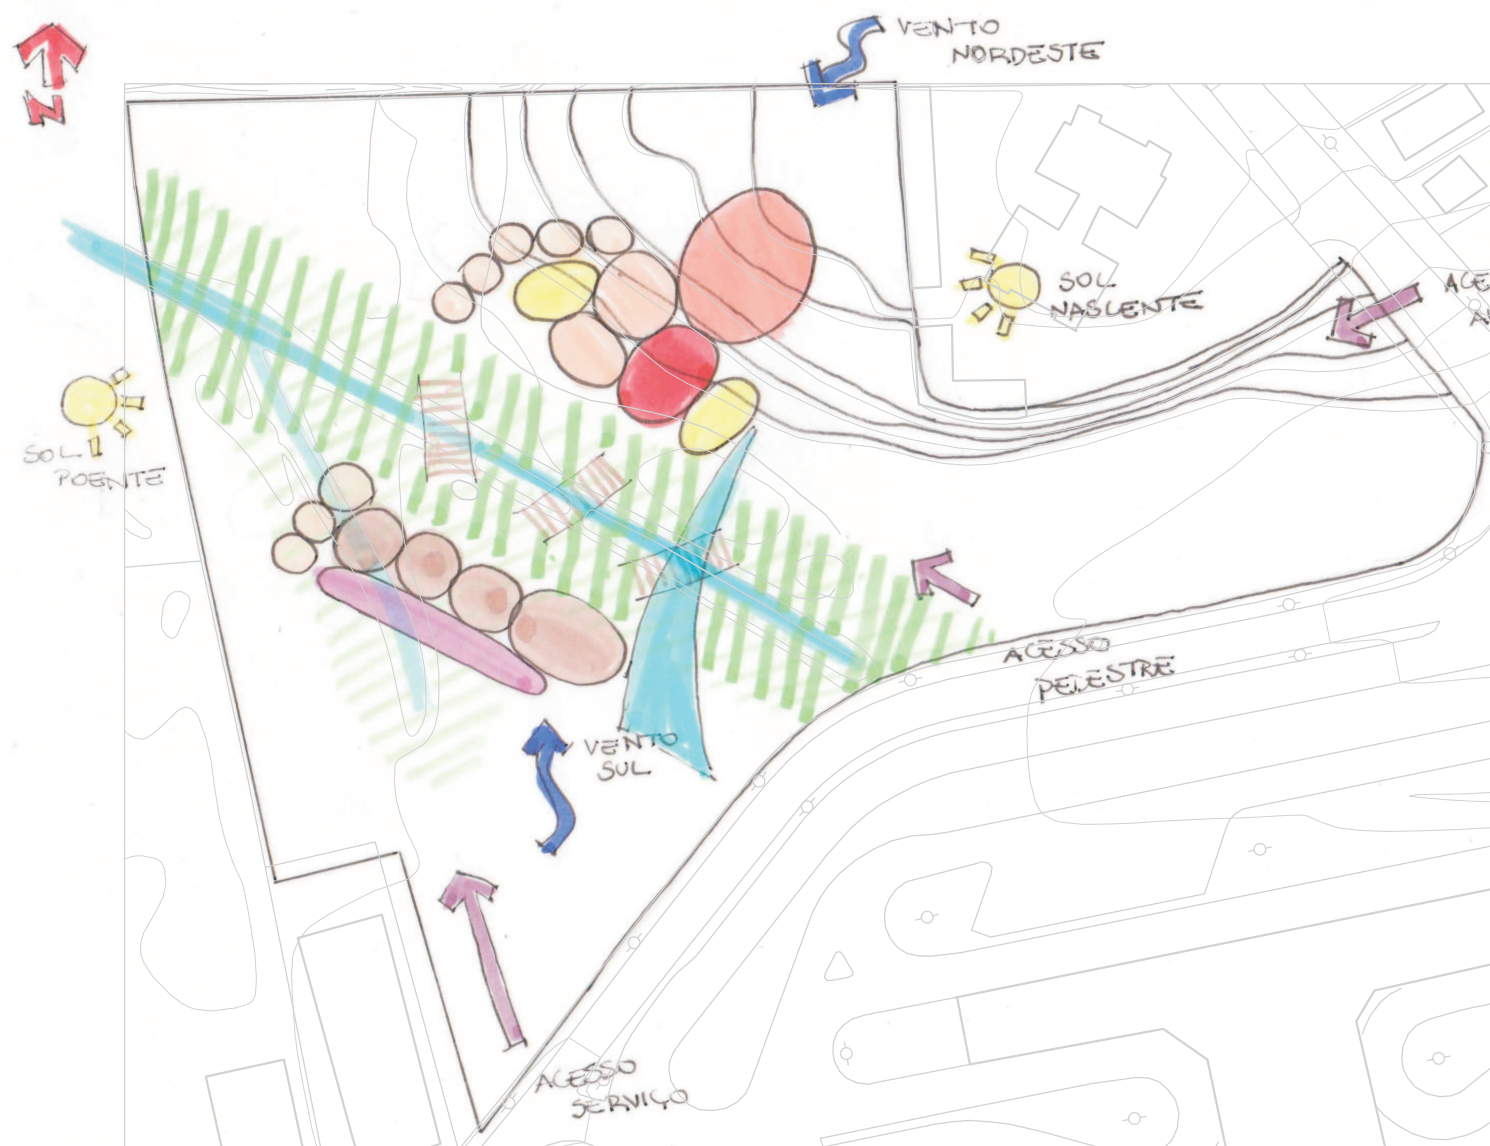 VENTO
NORDESTE
N
SOL
NASCENTE
SOL
POENTE
ACESSO
PEDESTRE
VENTO
SUL
ACESSO
SERVIÇO